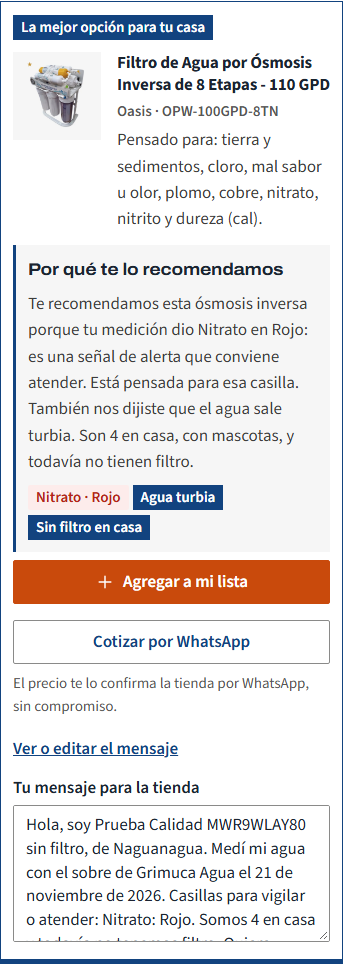 La mejor opción para tu casa
Filtro de Agua por Ósmosis
Inversa de 8 Etapas - 110 GPD
Oasis · OPW-100GPD-8TN
Pensado para: tierra y
sedimentos, cloro, mal sabor
u olor, plomo, cobre, nitrato,
nitrito y dureza (cal).
Por qué te lo recomendamos
Te recomendamos esta ósmosis inversa
porque tu medición dio Nitrato en Rojo:
es una señal de alerta que conviene
atender. Está pensada para esa casilla.
También nos dijiste que el agua sale
turbia. Son 4 en casa, con mascotas, y
todavía no tienen filtro.
Nitrato · Rojo
Agua turbia
Sin filtro en casa
+ Agregar a mi lista
Cotizar por WhatsApp
El precio te lo confirma la tienda por WhatsApp,
sin compromiso.
Ver o editar el mensaje
Tu mensaje para la tienda
Hola, soy Prueba Calidad MWR9WLAY80
sin filtro, de Naguanagua. Medí mi agua
con el sobre de Grimuca Agua el 21 de
noviembre de 2026. Casillas para vigilar
o atender: Nitrato: Rojo. Somos 4 en casa